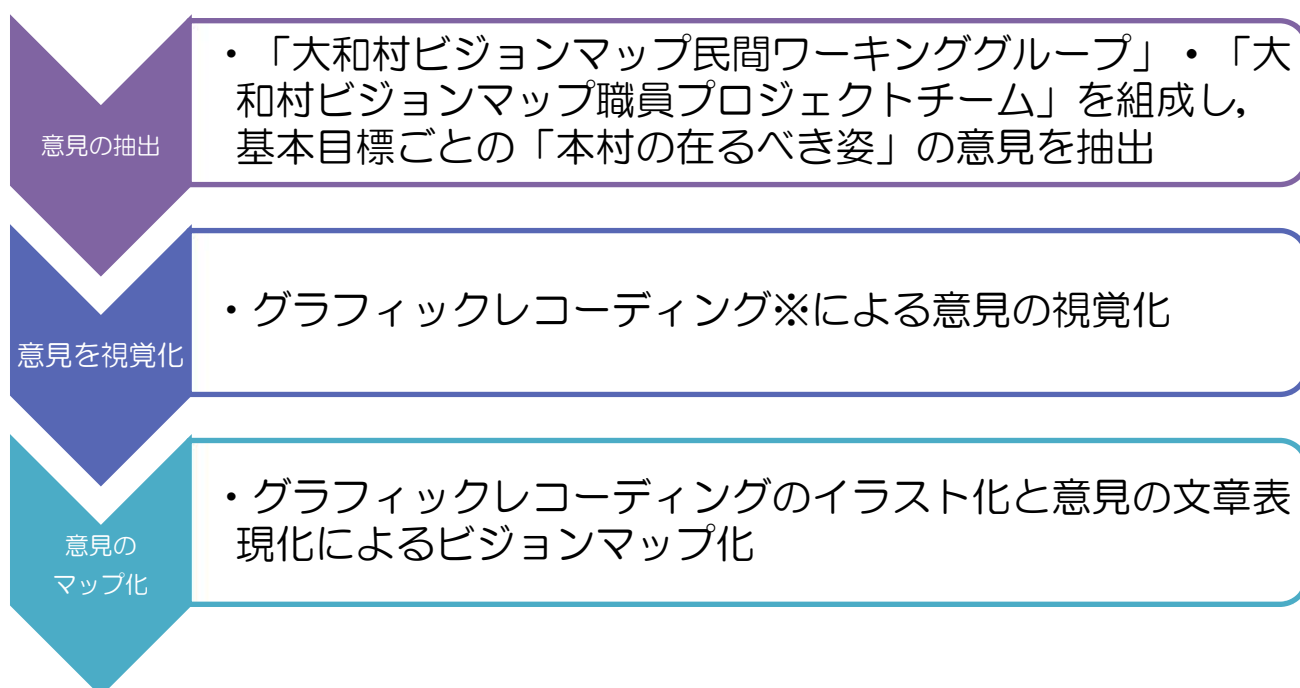 意見の抽出
・「大和村ビジョンマップ民間ワーキンググループ」・「大
和村ビジョンマップ職員プロジェクトチーム」を組成し，
基本目標ごとの「本村の在るべき姿」の意見を抽出
意見を視覚化
・グラフィックレコーディング※による意見の視覚化
意見の
マップ化
・グラフィックレコーディングのイラスト化と意見の文章表
現化によるビジョンマップ化